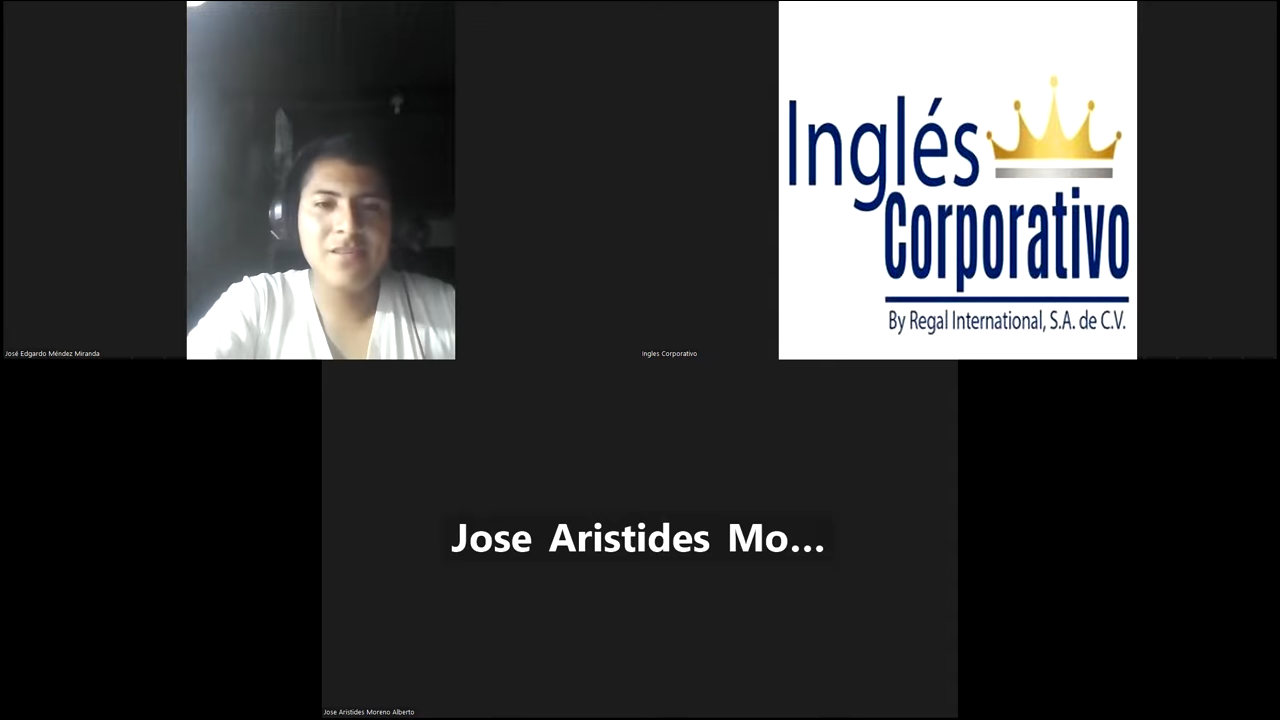 Inglés
Corporativo
By Regal International, S.A. de C.V.
José Edgardo Méndez Miranda
Ingles Corporativo
Jose Aristides Mo...
Jose Aristides Moreno Alberto